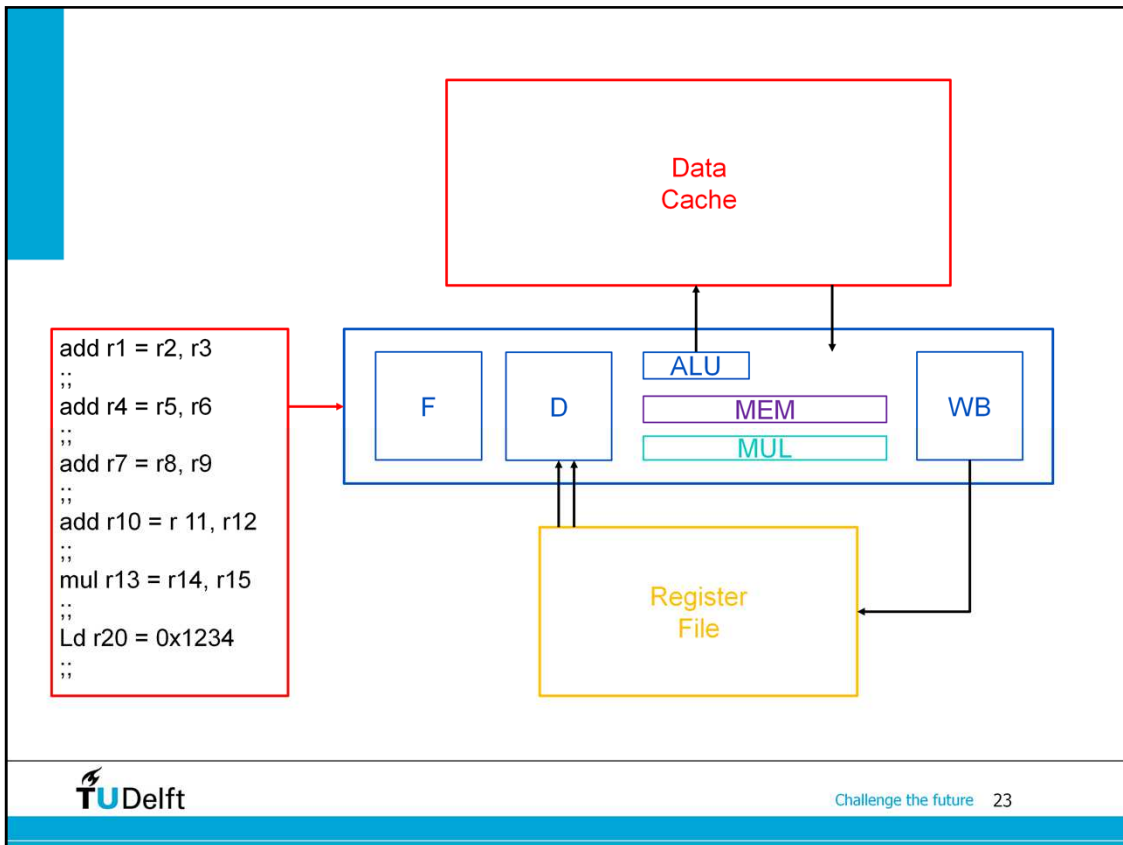 Data
Cache
add r1 = r2, r3
;;
add r4 = r5, r6
;;
add r7 = r8, r9
;;
add r10 = r 11, r12
;;
mul r13 = r14, r15
;;
Ld r20 = 0x1234
;;
F
D
ALU
MEM
MUL
WB
Register
File
TUDelft
Challenge the future 23